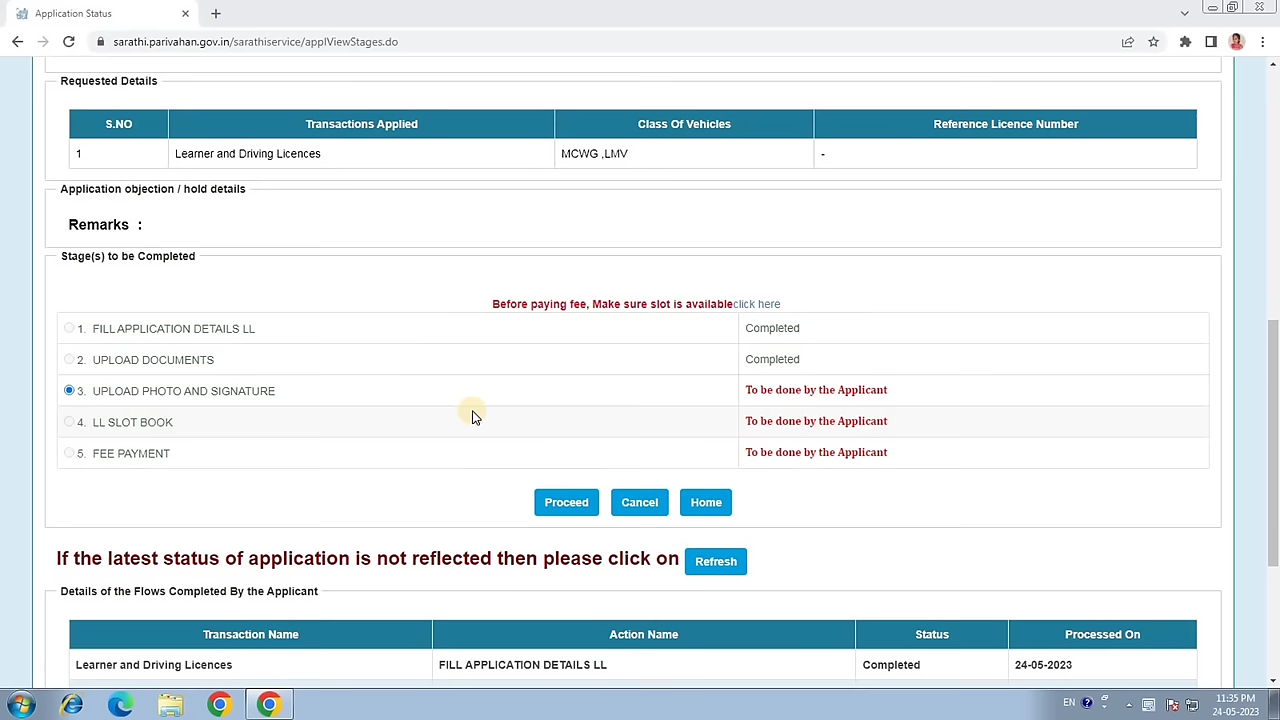 Application Status
sarathi.parivahan.gov.in/sarathiservice/applViewStages.do
Requested Details
S.NO Transactions Applied Class Of Vehicles Reference Licence Number
1 Learner and Driving Licences MCWG ,LMV -
Application objection / hold details
Remarks :
Stage(s) to be Completed
Before paying fee, Make sure slot is availableclick here
1. FILL APPLICATION DETAILS LL Completed
2. UPLOAD DOCUMENTS Completed
3. UPLOAD PHOTO AND SIGNATURE To be done by the Applicant
4. LL SLOT BOOK To be done by the Applicant
5. FEE PAYMENT To be done by the Applicant
Proceed Cancel Home
If the latest status of application is not reflected then please click on Refresh
Details of the Flows Completed By the Applicant
Transaction Name Action Name Status Processed On
Learner and Driving Licences FILL APPLICATION DETAILS LL Completed 24-05-2023
EN
11:35 PM
24-05-2023